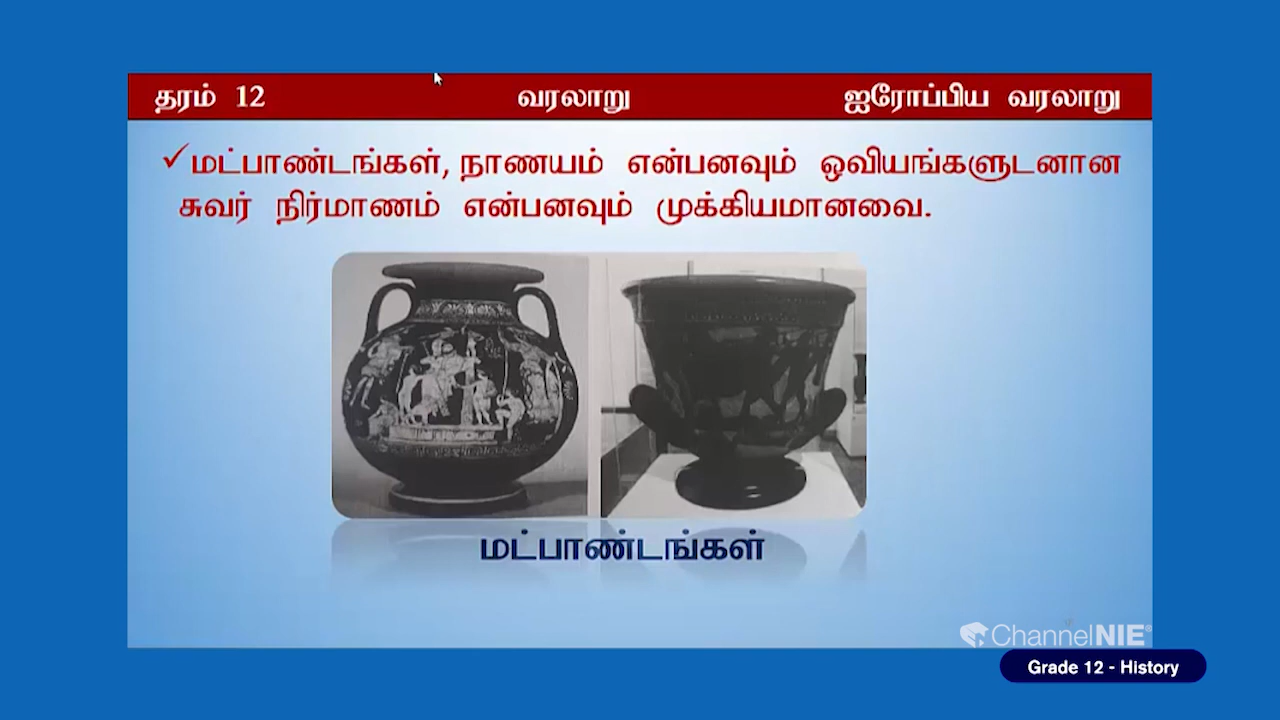 தரம் 12 வரலாறு ஐரோப்பிய வரலாறு
✓மட்பாண்டங்கள், நாணயம் என்பனவும் ஓவியங்களுடனான
சுவர் நிர்மாணம் என்பனவும் முக்கியமானவை.
மட்பாண்டங்கள்
ChannelNIE®
Grade 12 - History